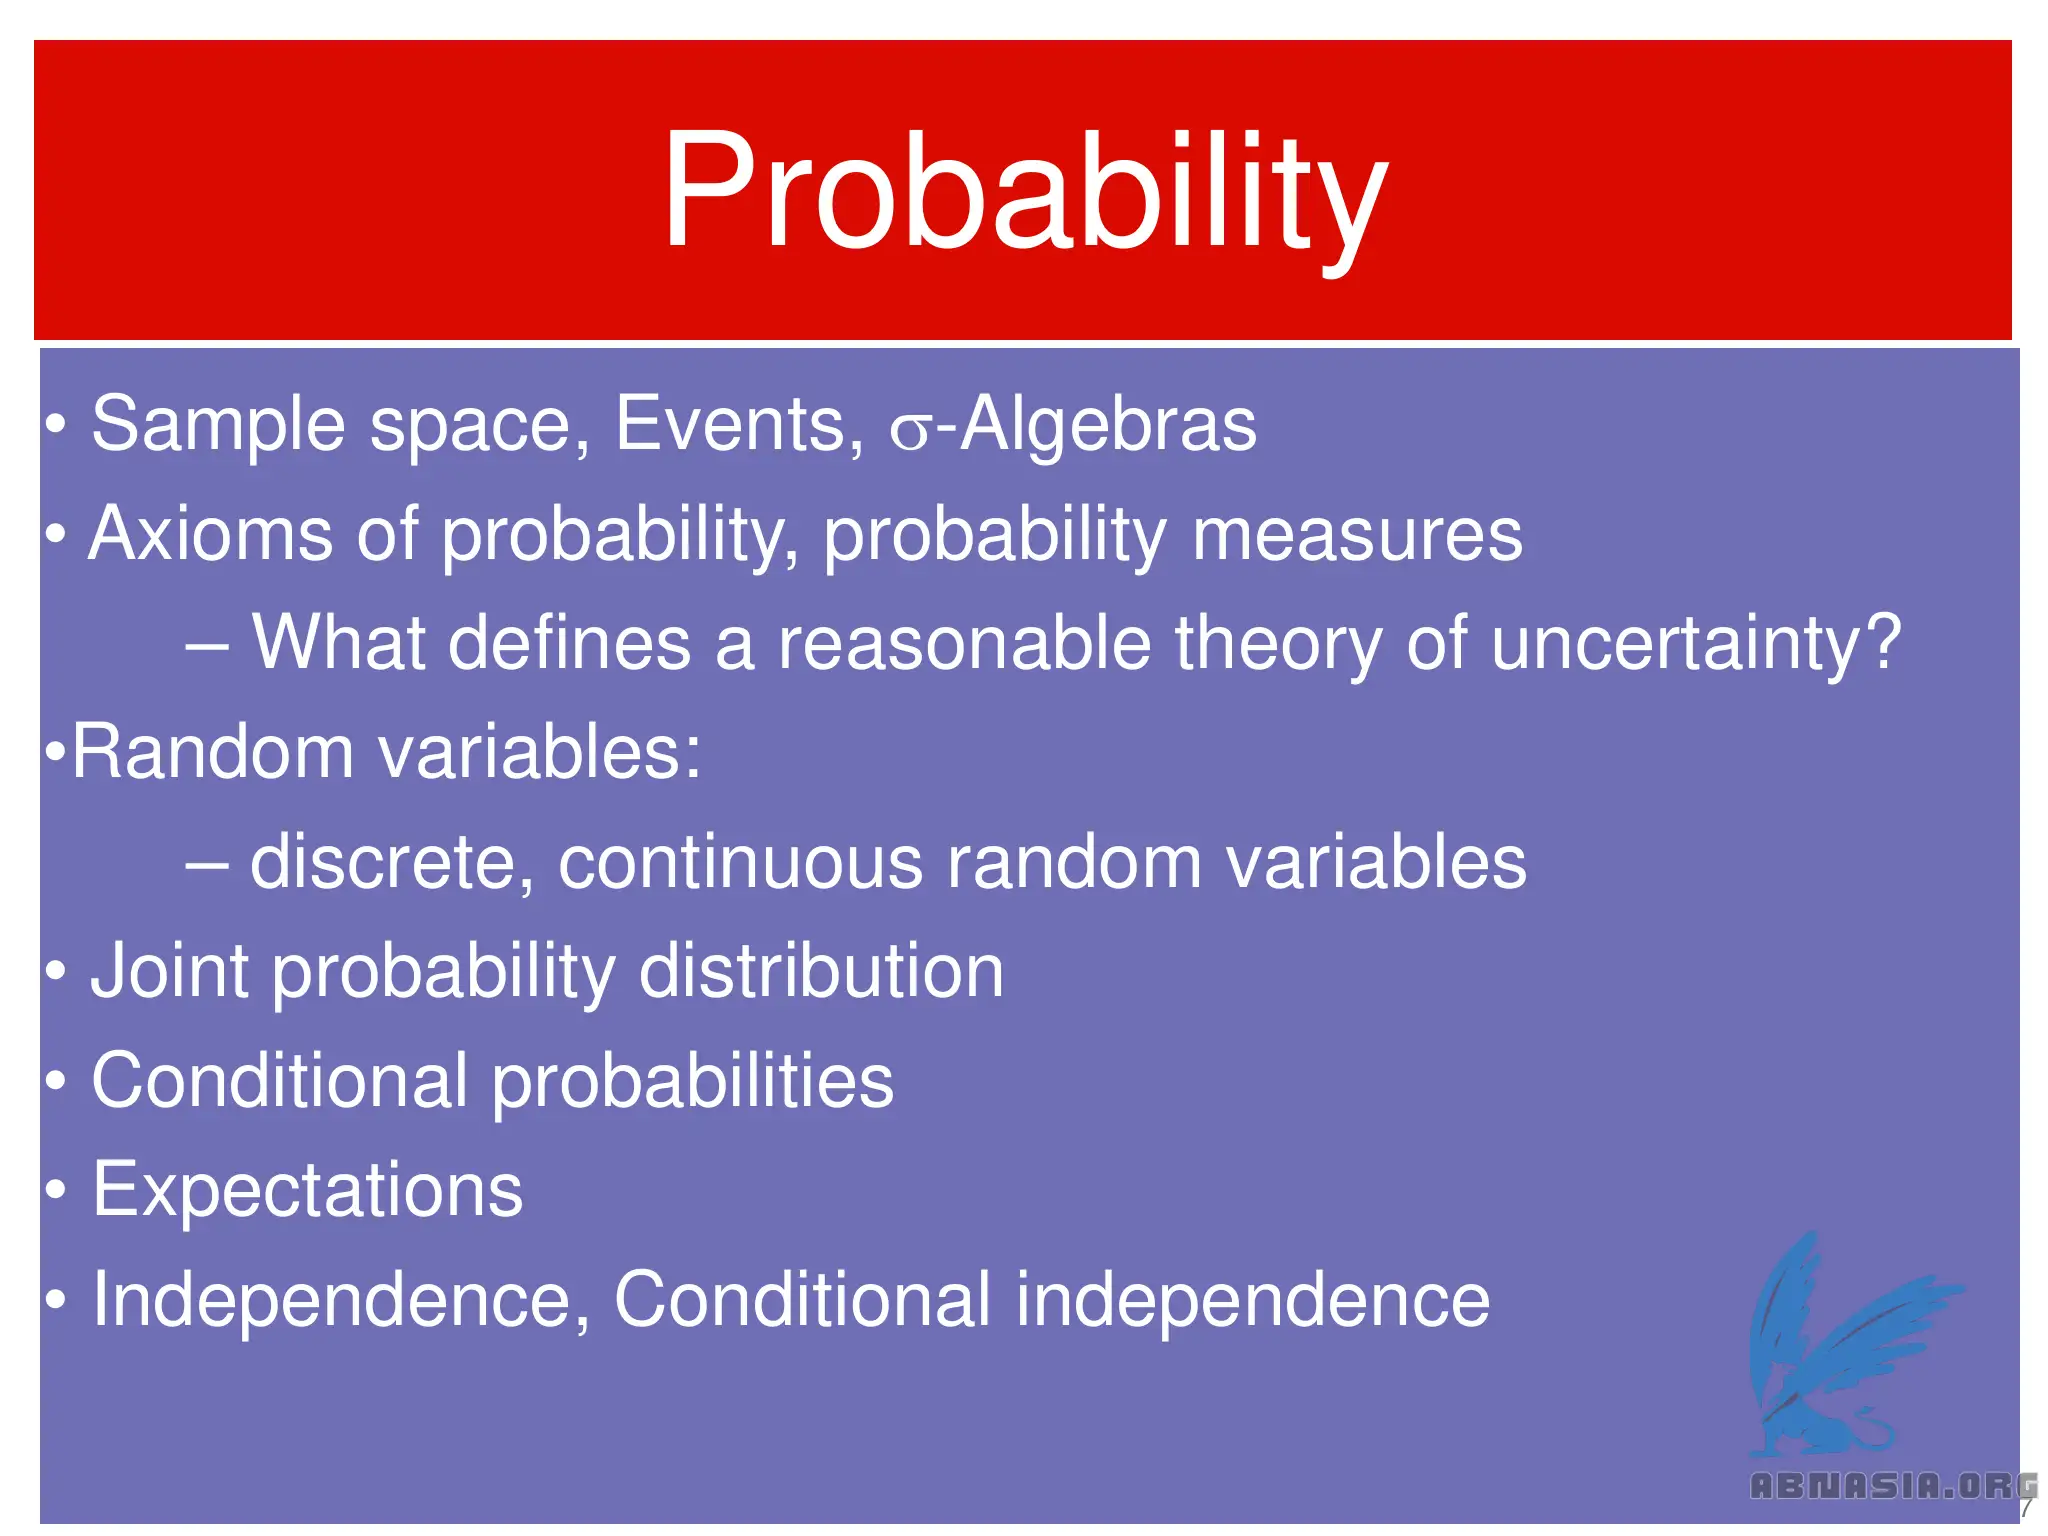 Probability
• Sample space, Events, σ-Algebras
• Axioms of probability, probability measures
– What defines a reasonable theory of uncertainty?
•Random variables:
– discrete, continuous random variables
• Joint probability distribution
• Conditional probabilities
• Expectations
• Independence, Conditional independence
ABNASIA.ORG
7